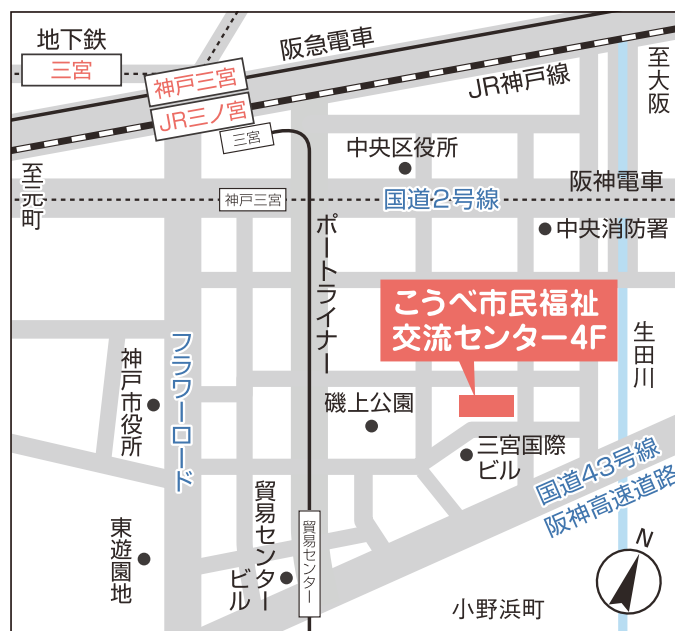 地下鉄
三宮
阪急電車
神戸三宮
JR三ノ宮
三宮
JR神戸線
至大阪
至元町
中央区役所
阪神電車
神戸三宮
国道2号線
中央消防署
ポートライナー
こうべ市民福祉
交流センター4F
生田川
フラワーロード
神戸市役所
磯上公園
三宮国際
ビル
国道43号線
阪神高速道路
貿易センター
ビル
貿易センター
東遊園地
小野浜町
N